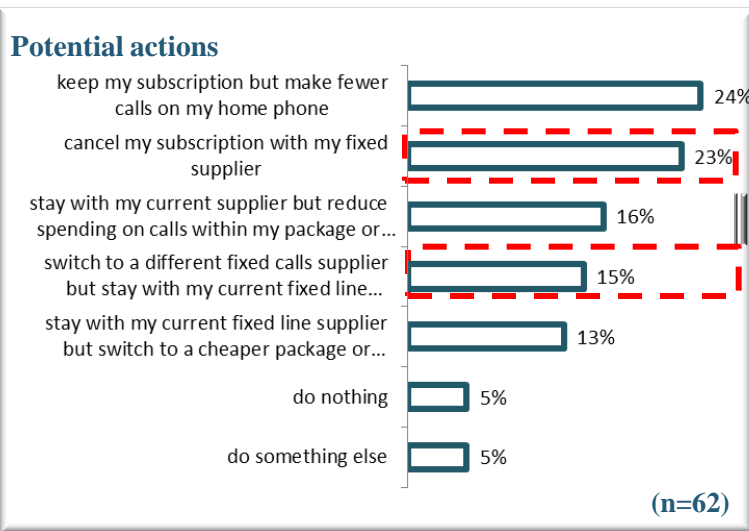 Potential actions
keep my subscription but make fewer
calls on my home phone
24%
cancel my subscription with my fixed
supplier
23%
stay with my current supplier but reduce
spending on calls within my package or...
16%
switch to a different fixed calls supplier
but stay with my current fixed line...
15%
stay with my current fixed line supplier
but switch to a cheaper package or...
13%
do nothing
5%
do something else
5%
(n=62)